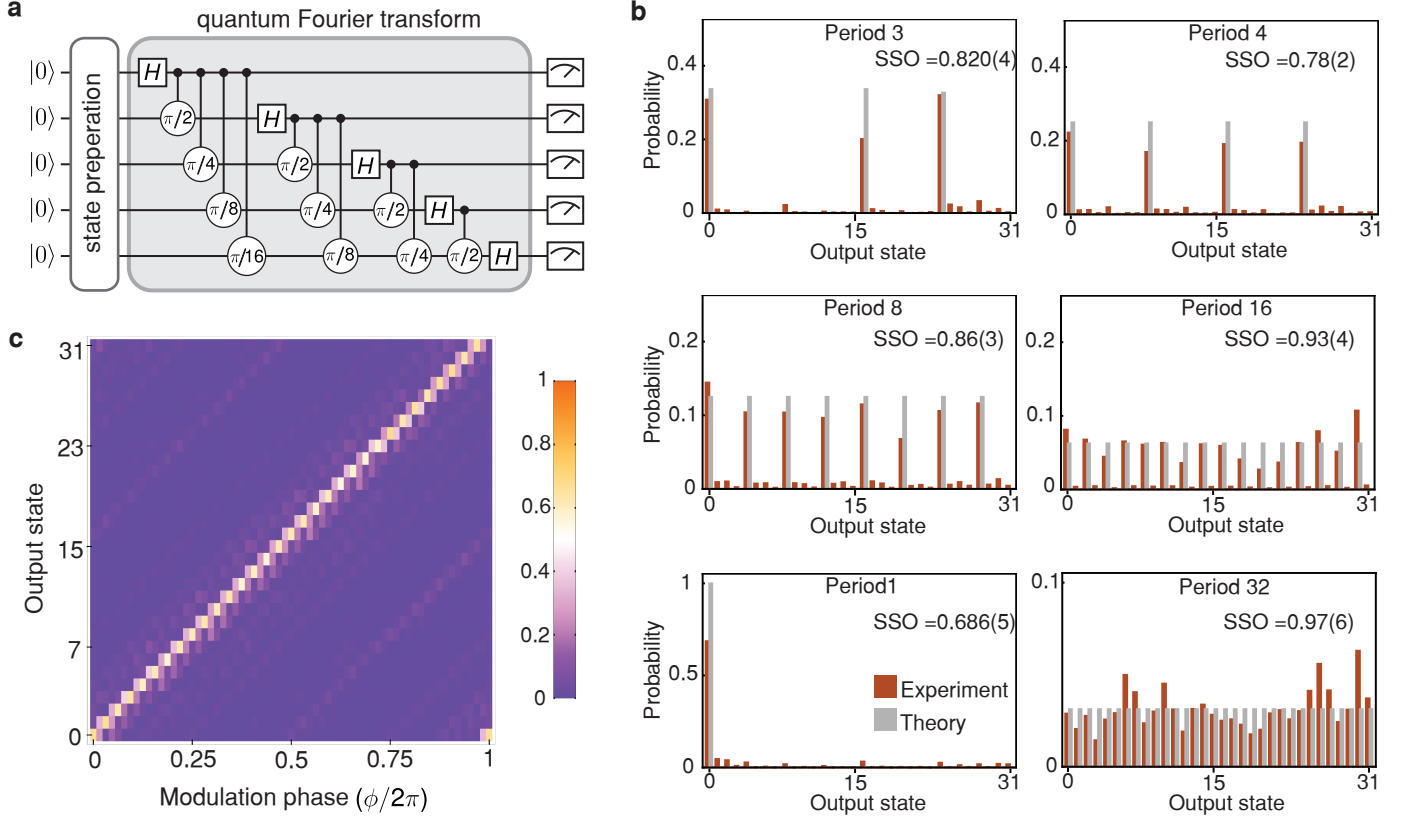 a
quantum Fourier transform
|0⟩
|0⟩
|0⟩
|0⟩
|0⟩
state preperation
H
π/2
π/4
π/8
π/16
H
π/2
π/4
π/8
H
π/2
π/4
H
π/2
H
b
Period 3
SSO =0.820(4)
Probability
0.4
0.2
0
0 15 31
Output state
Period 4
SSO =0.78(2)
0.4
0.2
0
0 15 31
Output state
Period 8
SSO =0.86(3)
Probability
0.2
0.1
0
0 15 31
Output state
Period 16
SSO =0.93(4)
0.2
0.1
0
0 15 31
Output state
Period1
SSO =0.686(5)
Probability
1
0.5
0
Experiment
Theory
0 15 31
Output state
Period 32
SSO =0.97(6)
0.1
0
0 15 31
Output state
c
Output state
31
23
15
7
0
0 0.25 0.5 0.75 1
Modulation phase (ϕ/2π)
1
0.8
0.6
0.4
0.2
0